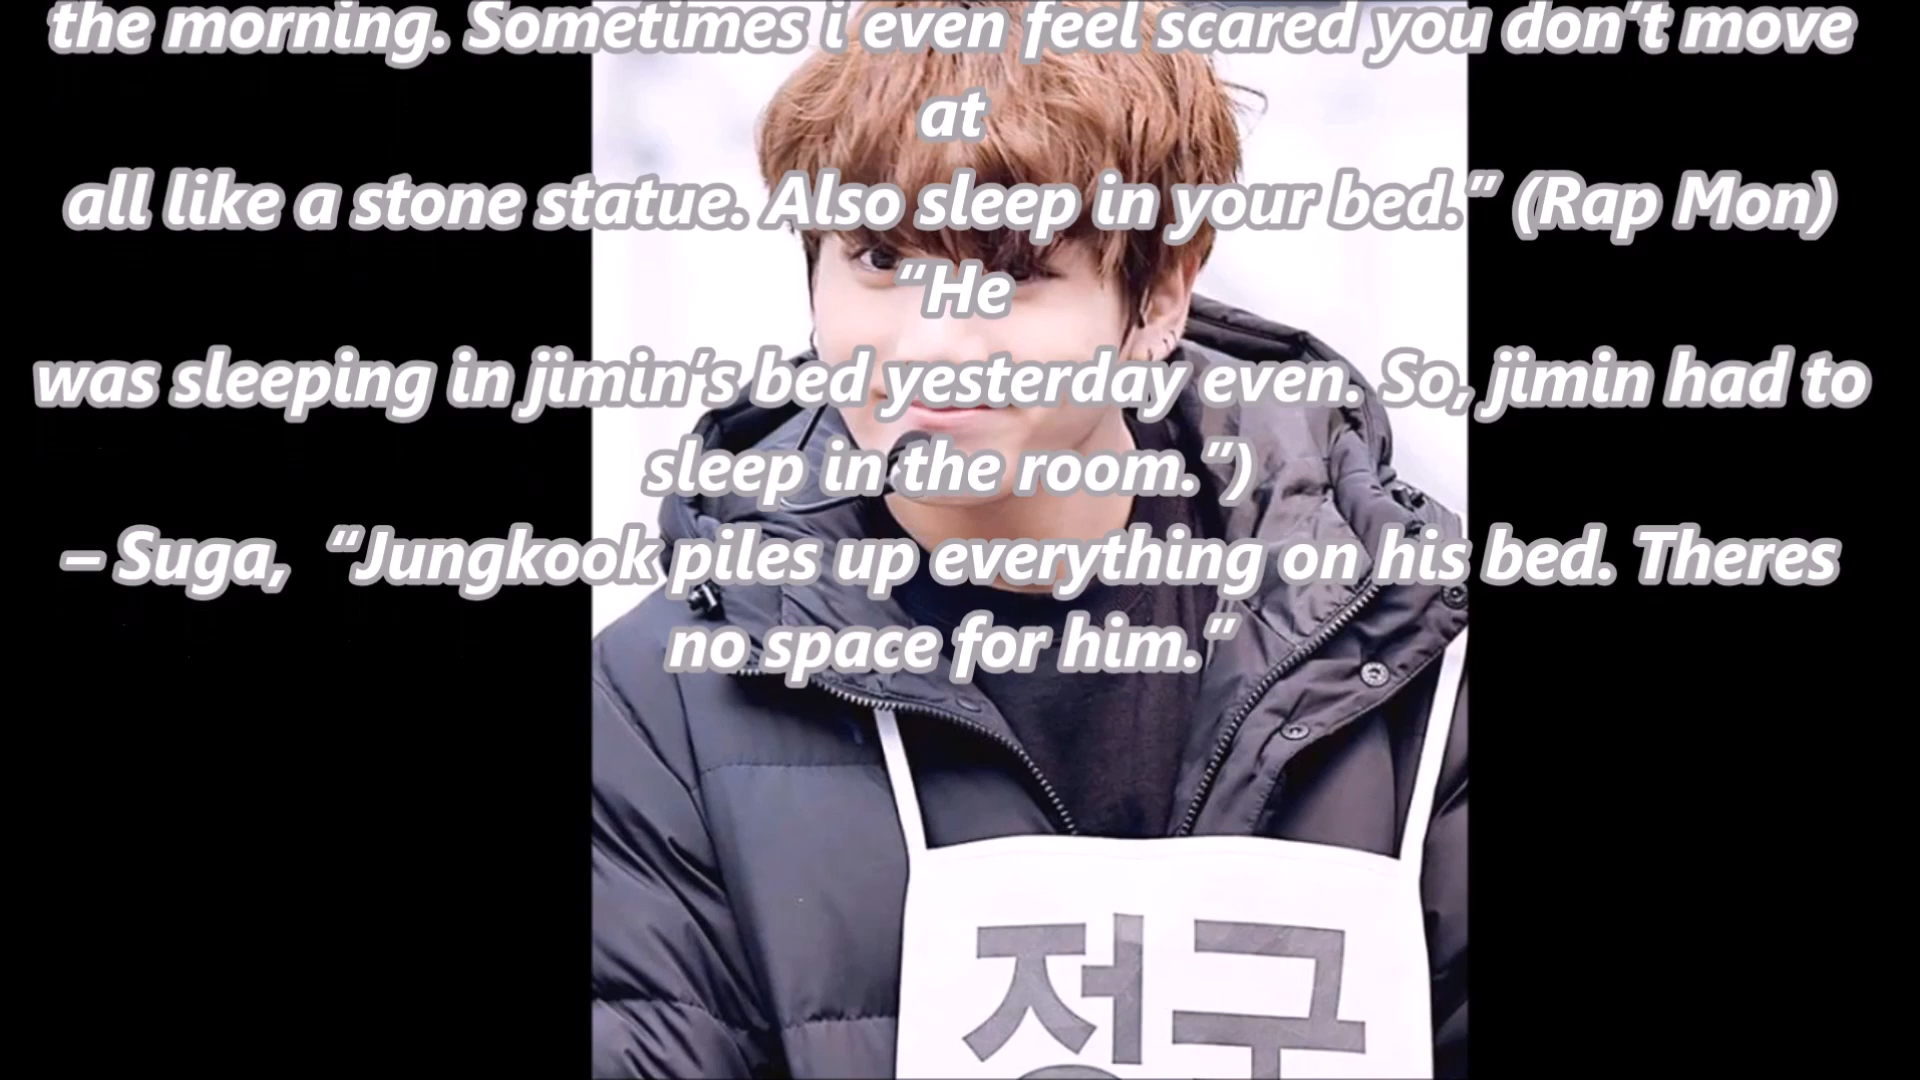 the morning. Sometimes i even feel scared you don't move
at
all like a stone statue. Also sleep in your bed.” (Rap Mon)
“He
was sleeping in jimin's bed yesterday even. So, jimin had to
sleep in the room.”)
– Suga, “Jungkook piles up everything on his bed. Theres
no space for him.”
정구